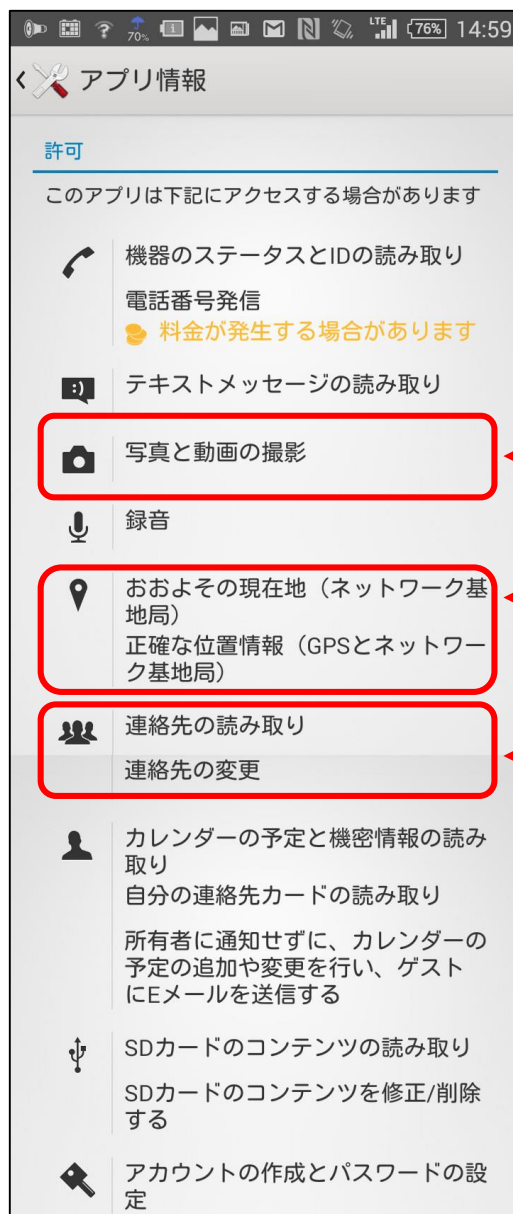 70%
LTE
76%
14:59
アプリ情報
許可
このアプリは下記にアクセスする場合があります
機器のステータスとIDの読み取り
電話番号発信
料金が発生する場合があります
テキストメッセージの読み取り
写真と動画の撮影
録音
おおよその現在地（ネットワーク基
地局）
正確な位置情報（GPSとネットワー
ク基地局）
連絡先の読み取り
連絡先の変更
カレンダーの予定と機密情報の読み
取り
自分の連絡先カードの読み取り
所有者に通知せずに、カレンダーの
予定の追加や変更を行い、ゲスト
にEメールを送信する
SDカードのコンテンツの読み取り
SDカードのコンテンツを修正/削除
する
アカウントの作成とパスワードの設
定